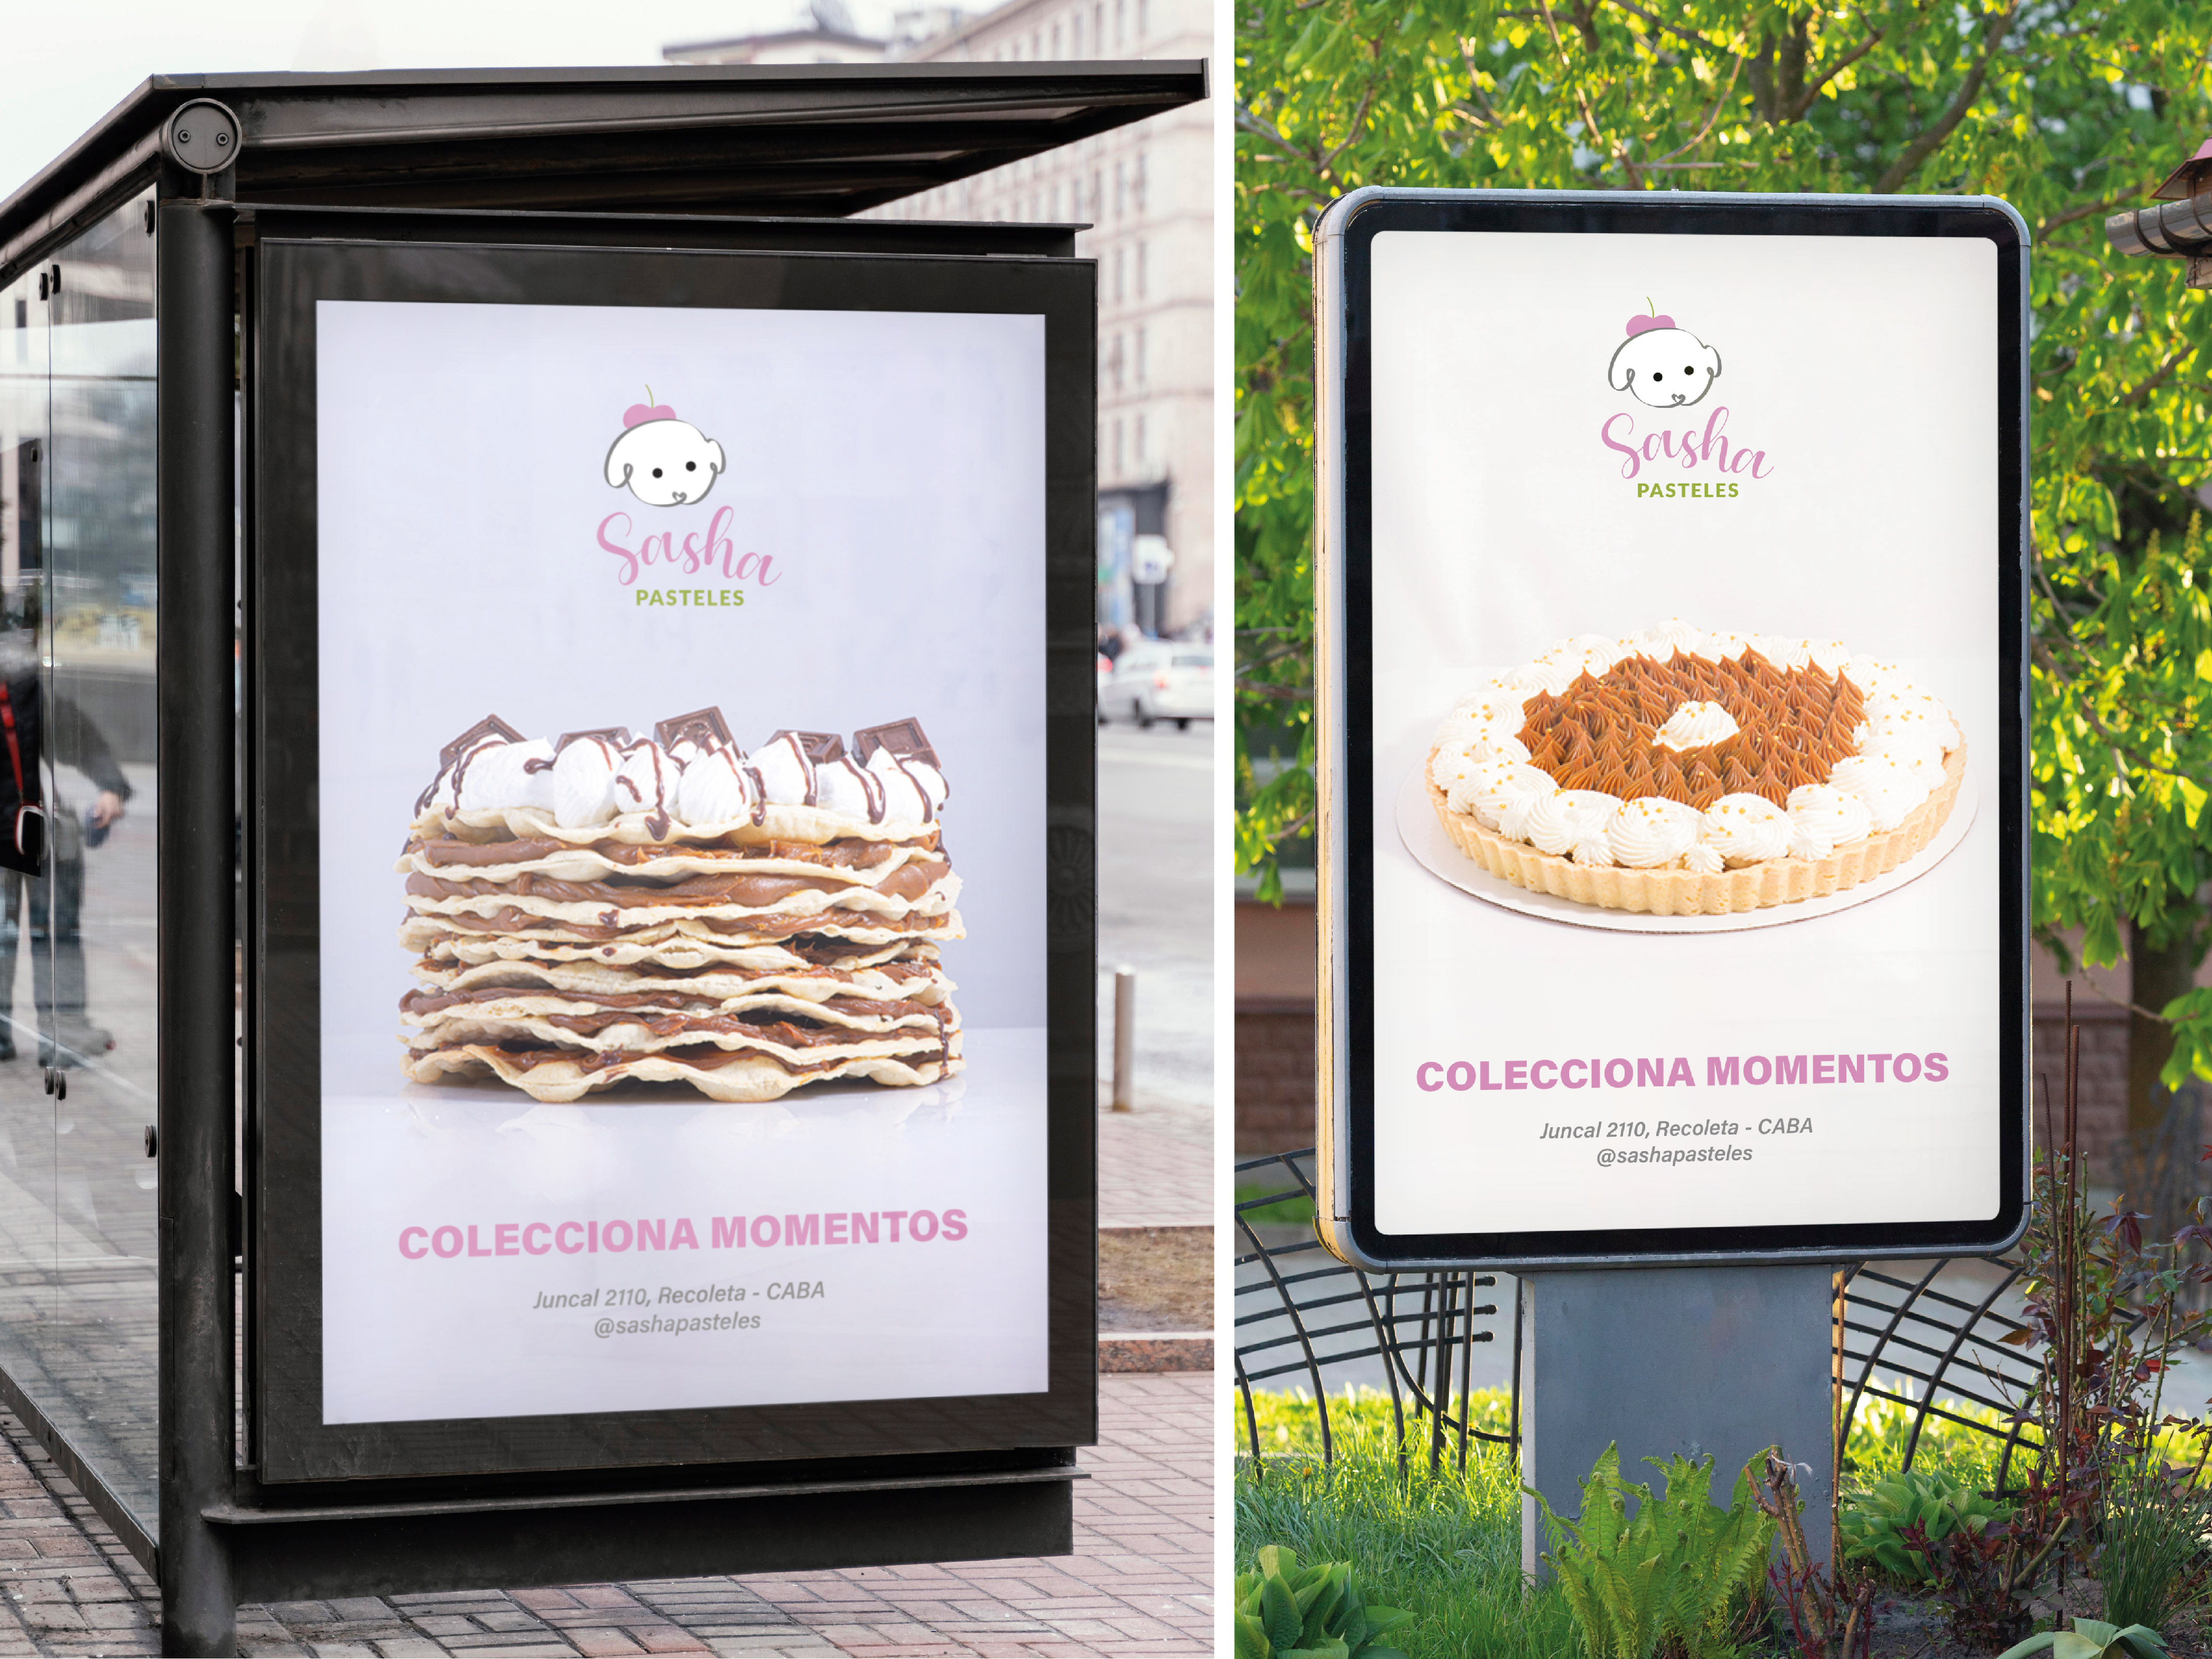 Sasha
PASTELES
COLECCIONA MOMENTOS
Juncal 2110, Recoleta - CABA
@sashapasteles
Sasha
PASTELES
COLECCIONA MOMENTOS
Juncal 2110, Recoleta - CABA
@sashapasteles